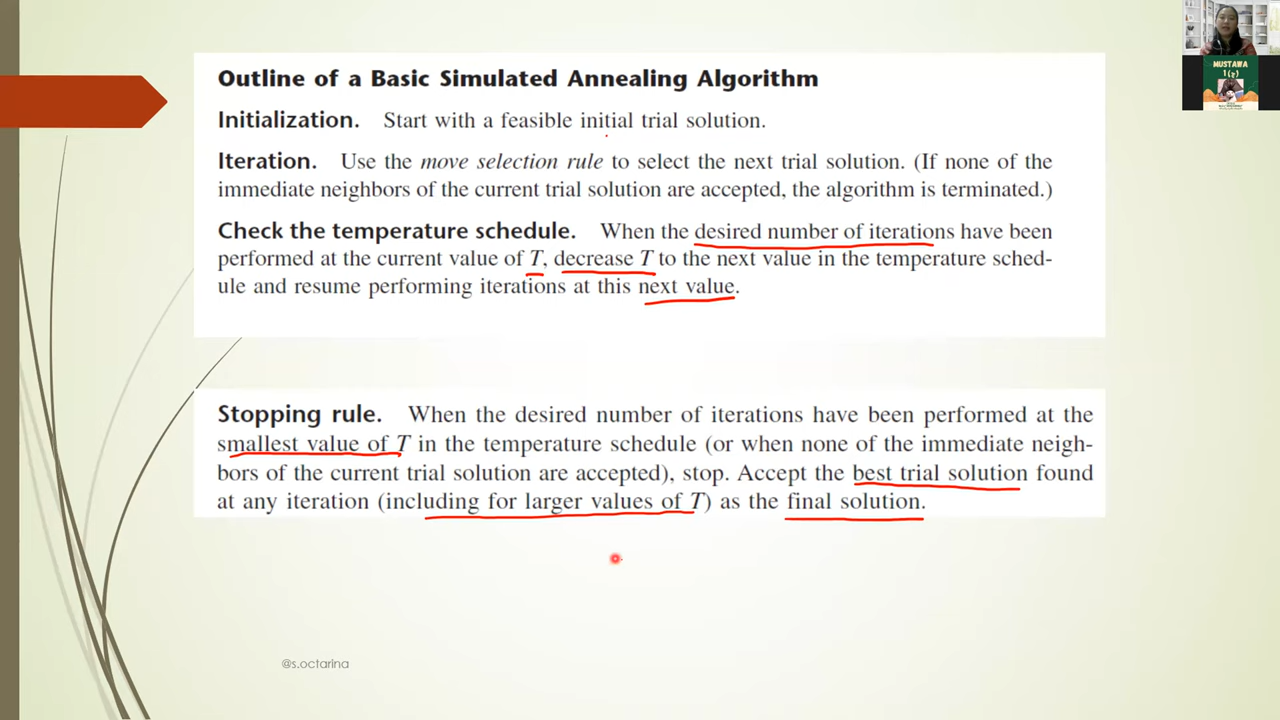 MUSTAWA
Outline of a Basic Simulated Annealing Algorithm
Initialization. Start with a feasible initial trial solution.
Iteration. Use the move selection rule to select the next trial solution. (If none of the
immediate neighbors of the current trial solution are accepted, the algorithm is terminated.)
Check the temperature schedule. When the desired number of iterations have been
performed at the current value of T, decrease T to the next value in the temperature sched-
ule and resume performing iterations at this next value.
Stopping rule. When the desired number of iterations have been performed at the
smallest value of T in the temperature schedule (or when none of the immediate neigh-
bors of the current trial solution are accepted), stop. Accept the best trial solution found
at any iteration (including for larger values of T) as the final solution.
@s.octarina